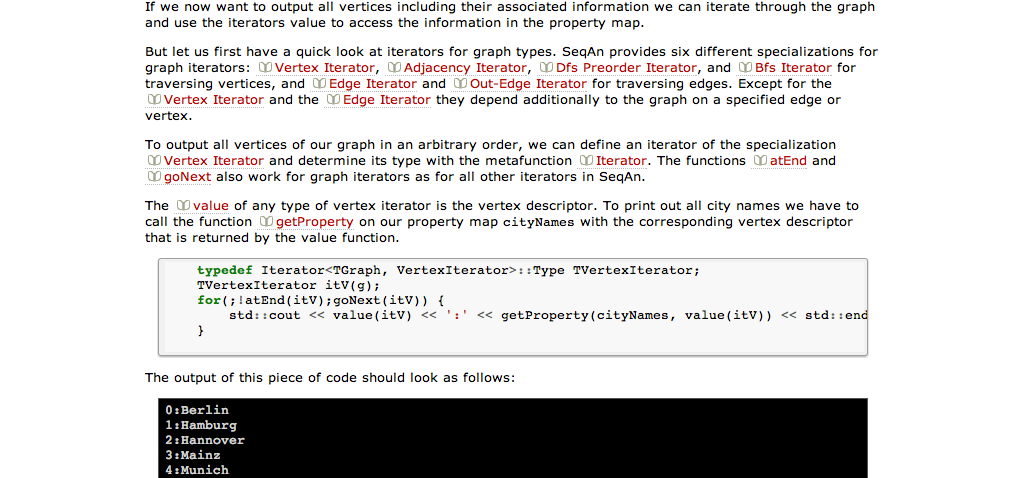 If we now want to output all vertices including their associated information we can iterate through the graph
and use the iterators value to access the information in the property map.
But let us first have a quick look at iterators for graph types. SeqAn provides six different specializations for
graph iterators: Vertex Iterator, Adjacency Iterator, Dfs Preorder Iterator, and Bfs Iterator for
traversing vertices, and Edge Iterator and Out-Edge Iterator for traversing edges. Except for the
Vertex Iterator and the Edge Iterator they depend additionally to the graph on a specified edge or
vertex.
To output all vertices of our graph in an arbitrary order, we can define an iterator of the specialization
Vertex Iterator and determine its type with the metafunction Iterator. The functions atEnd and
goNext also work for graph iterators as for all other iterators in SeqAn.
The value of any type of vertex iterator is the vertex descriptor. To print out all city names we have to
call the function getProperty on our property map cityNames with the corresponding vertex descriptor
that is returned by the value function.
typedef Iterator<TGraph, VertexIterator>::Type TVertexIterator;
TVertexIterator itV(g);
for(;!atEnd(itV);goNext(itV)) {
std::cout << value(itV) << ':' << getProperty(cityNames, value(itV)) << std::end
}
The output of this piece of code should look as follows:
0:Berlin
1:Hamburg
2:Hannover
3:Mainz
4:Munich